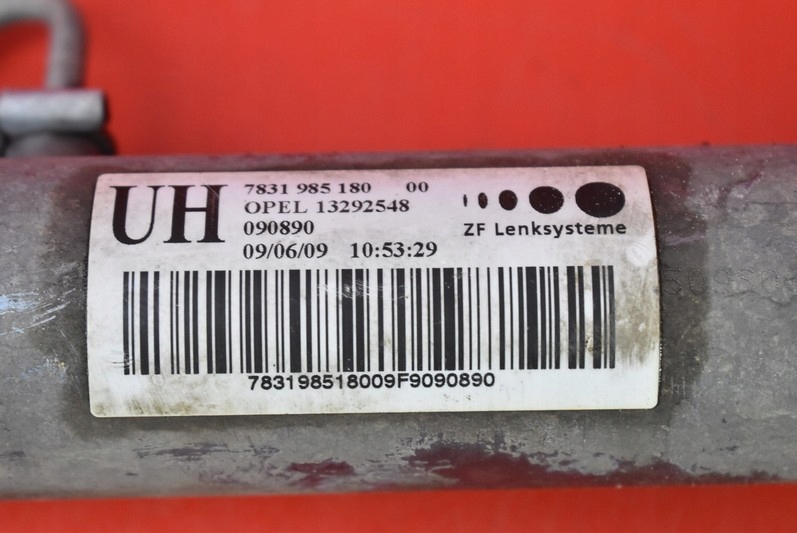 UH
7831 985 180 00
OPEL 13292548
090890
09/06/09 10:53:29
ZF Lenksysteme
783198518009F9090890